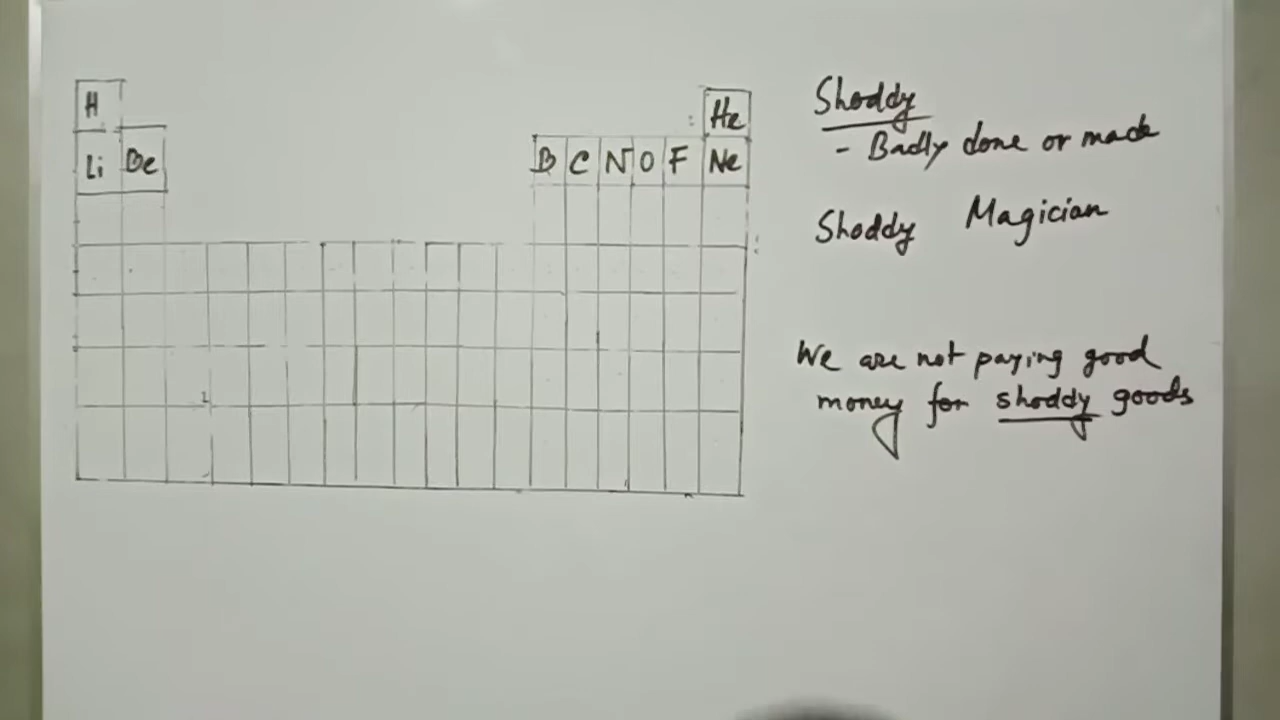 H
He
Li Be B C N O F Ne
Shoddy
- Badly done or made
Shoddy Magician
We are not paying good
money for shoddy goods